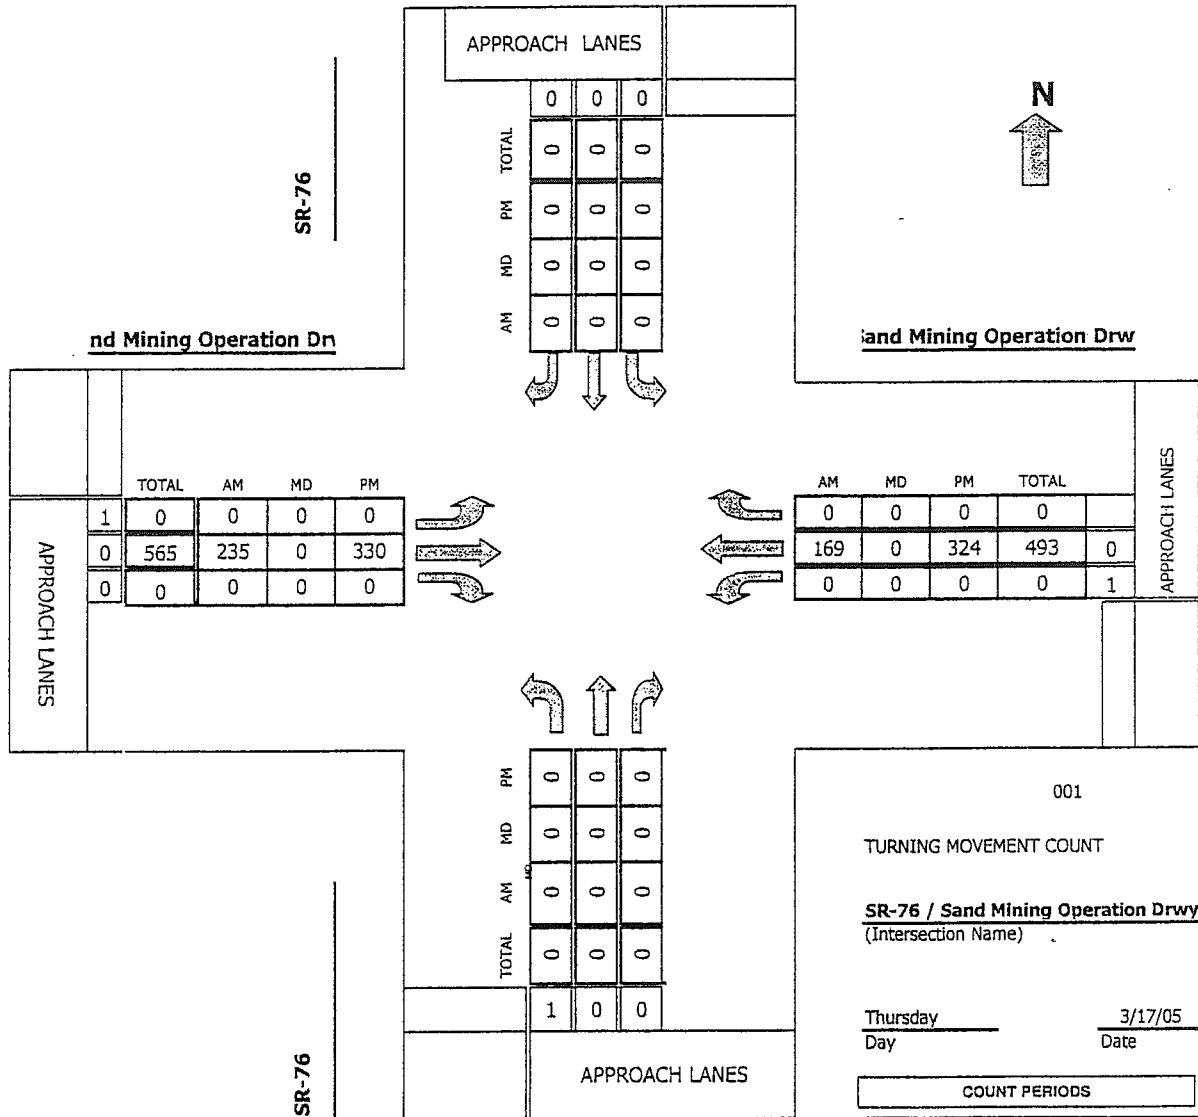 APPROACH LANES
0 0 0
TOTAL 0 0 0
PM 0 0 0
MD 0 0 0
AM 0 0 0
N
SR-76
nd Mining Operation Dr
Sand Mining Operation Drw
TOTAL AM MD PM
1 0 0 0 0
0 565 235 0 330
0 0 0 0 0
APPROACH LANES
AM MD PM TOTAL
0 0 0 0
169 0 324 493 0
0 0 0 0 1
APPROACH LANES
PM 0 0 0
MD 0 0 0
AM 0 0 0
TOTAL 0 0 0
1 0 0
APPROACH LANES
SR-76
001
TURNING MOVEMENT COUNT
SR-76 / Sand Mining Operation Drwy
(Intersection Name)
Thursday 3/17/05
Day Date
COUNT PERIODS